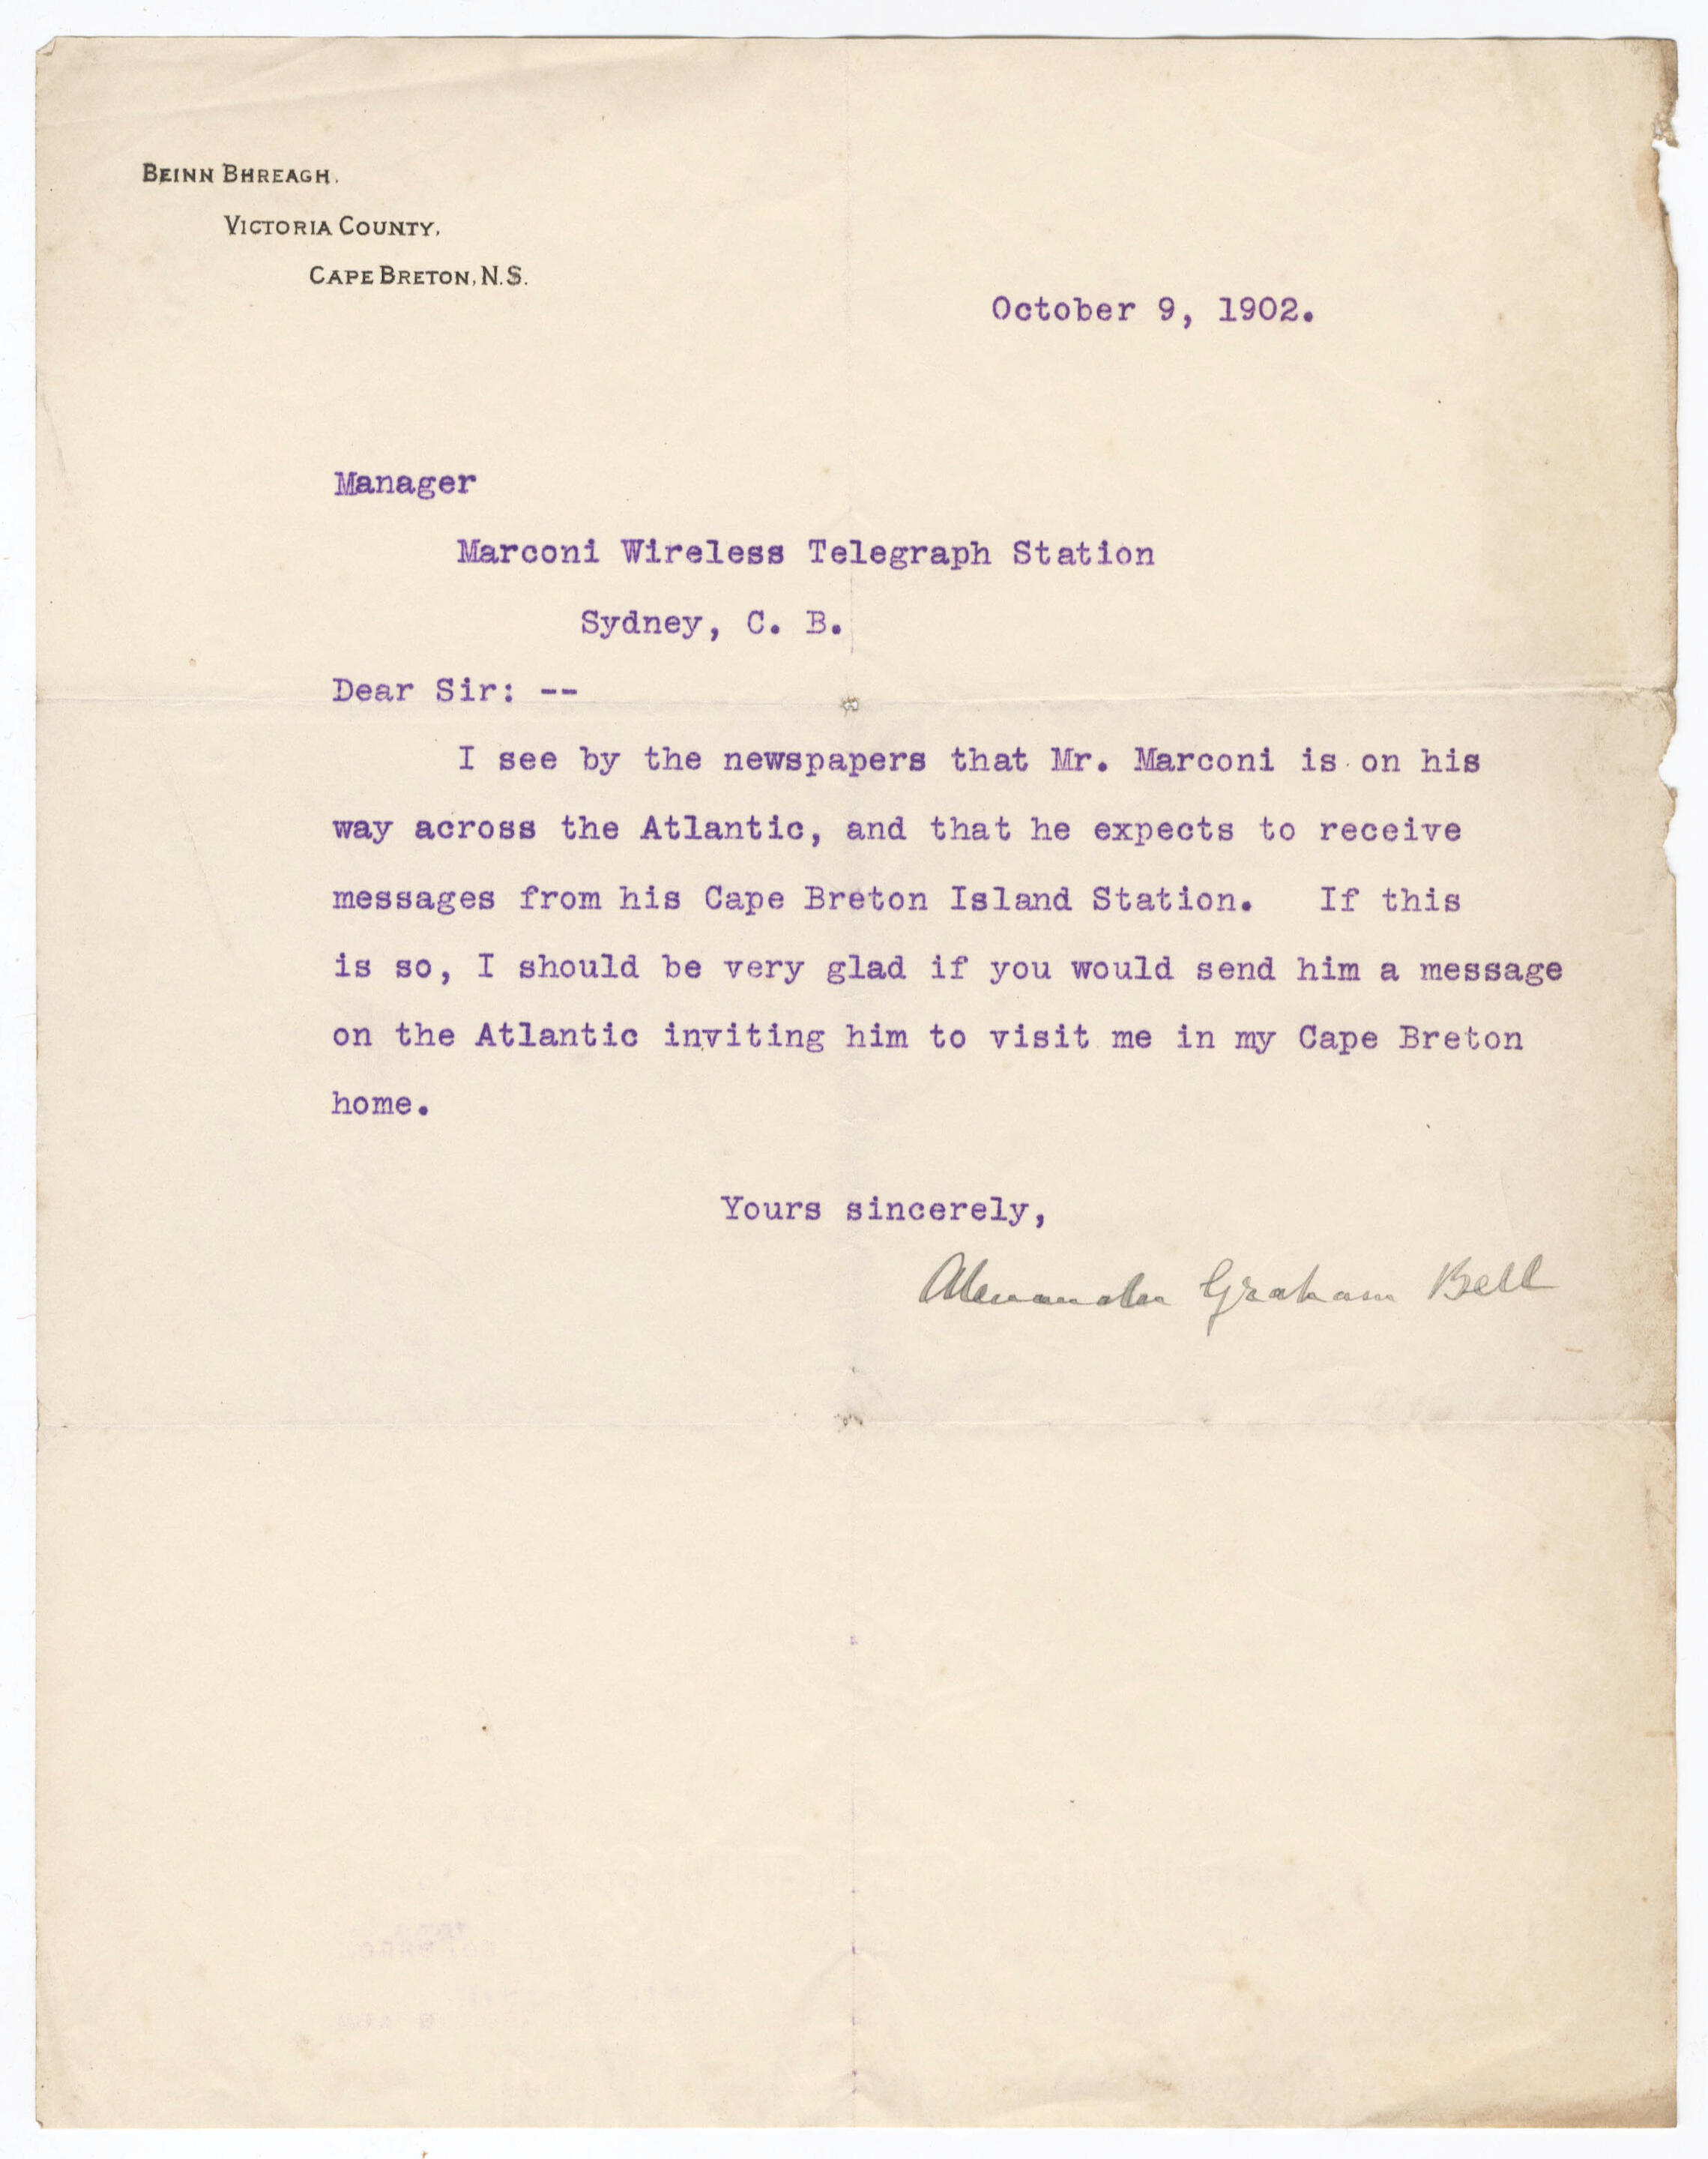 BEINN BHREAGH.
VICTORIA COUNTY,
CAPE BRETON, N.S.
October 9, 1902.
Manager
Marconi Wireless Telegraph Station
Sydney, C. B.
Dear Sir: --
I see by the newspapers that Mr. Marconi is on his
way across the Atlantic, and that he expects to receive
messages from his Cape Breton Island Station. If this
is so, I should be very glad if you would send him a message
on the Atlantic inviting him to visit me in my Cape Breton
home.
Yours sincerely,
Alexander Graham Bell